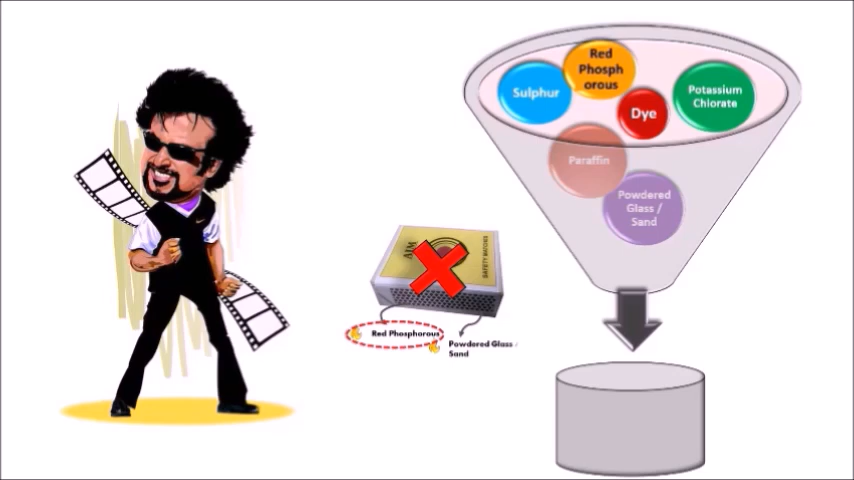 Red
Phosph
orous
Sulphur
Potassium
Chlorate
Dye
Paraffin
Powdered
Glass /
Sand
AIM
SAFETY MATCHES
Red Phosphorous
Powdered Glass /
Sand